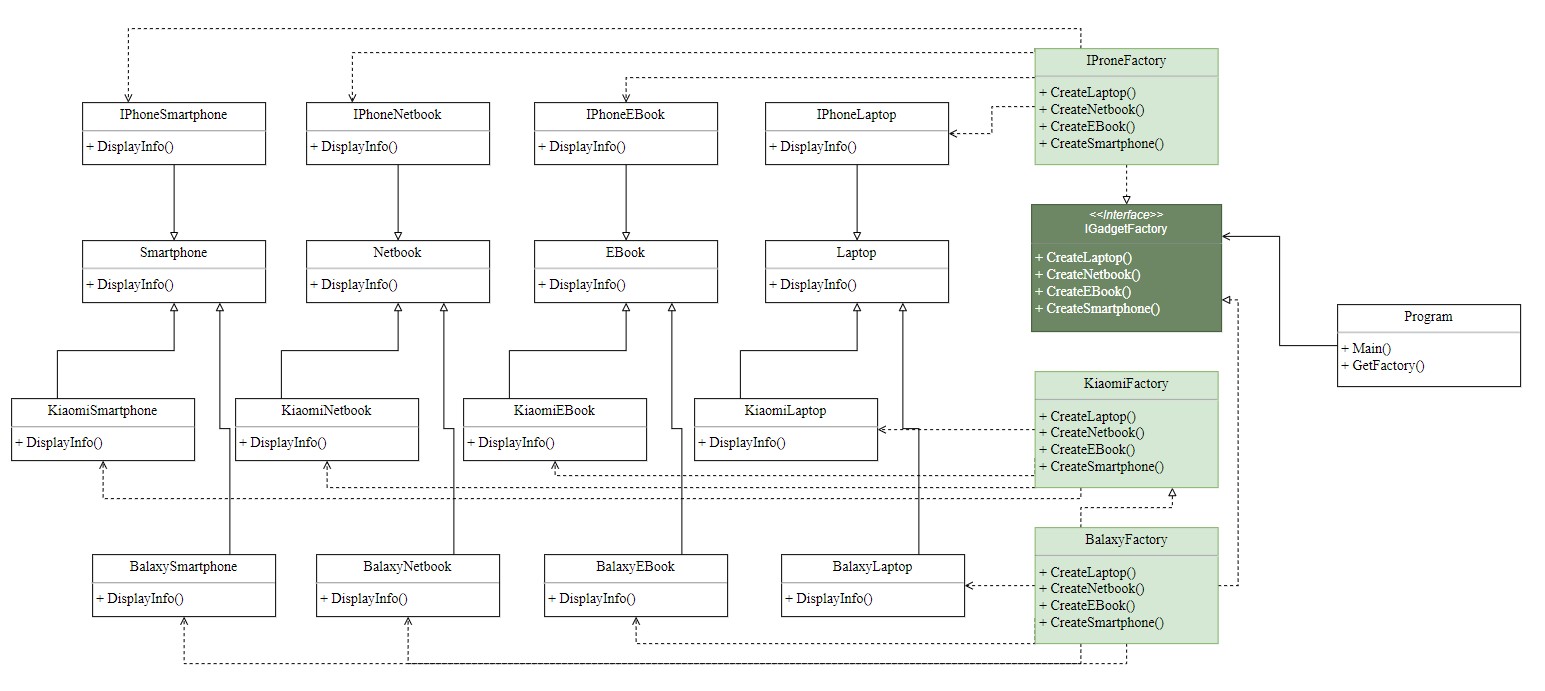 IProneFactory
+ CreateLaptop()
+ CreateNetbook()
+ CreateEBook()
+ CreateSmartphone()
IPhoneSmartphone
+ DisplayInfo()
IPhoneNetbook
+ DisplayInfo()
IPhoneEBook
+ DisplayInfo()
IPhoneLaptop
+ DisplayInfo()
<<Interface>>
IGadgetFactory
+ CreateLaptop()
+ CreateNetbook()
+ CreateEBook()
+ CreateSmartphone()
Smartphone
+ DisplayInfo()
Netbook
+ DisplayInfo()
EBook
+ DisplayInfo()
Laptop
+ DisplayInfo()
Program
+ Main()
+ GetFactory()
KiaomiFactory
+ CreateLaptop()
+ CreateNetbook()
+ CreateEBook()
+ CreateSmartphone()
KiaomiSmartphone
+ DisplayInfo()
KiaomiNetbook
+ DisplayInfo()
KiaomiEBook
+ DisplayInfo()
KiaomiLaptop
+ DisplayInfo()
BalaxyFactory
+ CreateLaptop()
+ CreateNetbook()
+ CreateEBook()
+ CreateSmartphone()
BalaxySmartphone
+ DisplayInfo()
BalaxyNetbook
+ DisplayInfo()
BalaxyEBook
+ DisplayInfo()
BalaxyLaptop
+ DisplayInfo()